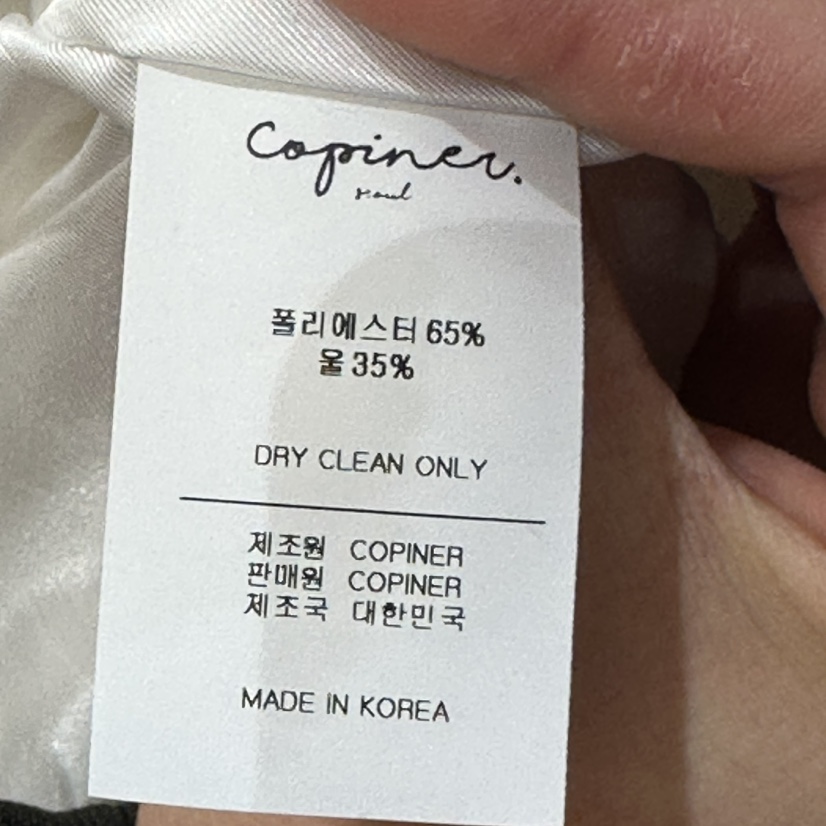 Copiner.
seoul
폴리에스터 65%
울 35%
DRY CLEAN ONLY
제조원 COPINER
판매원 COPINER
제조국 대한민국
MADE IN KOREA